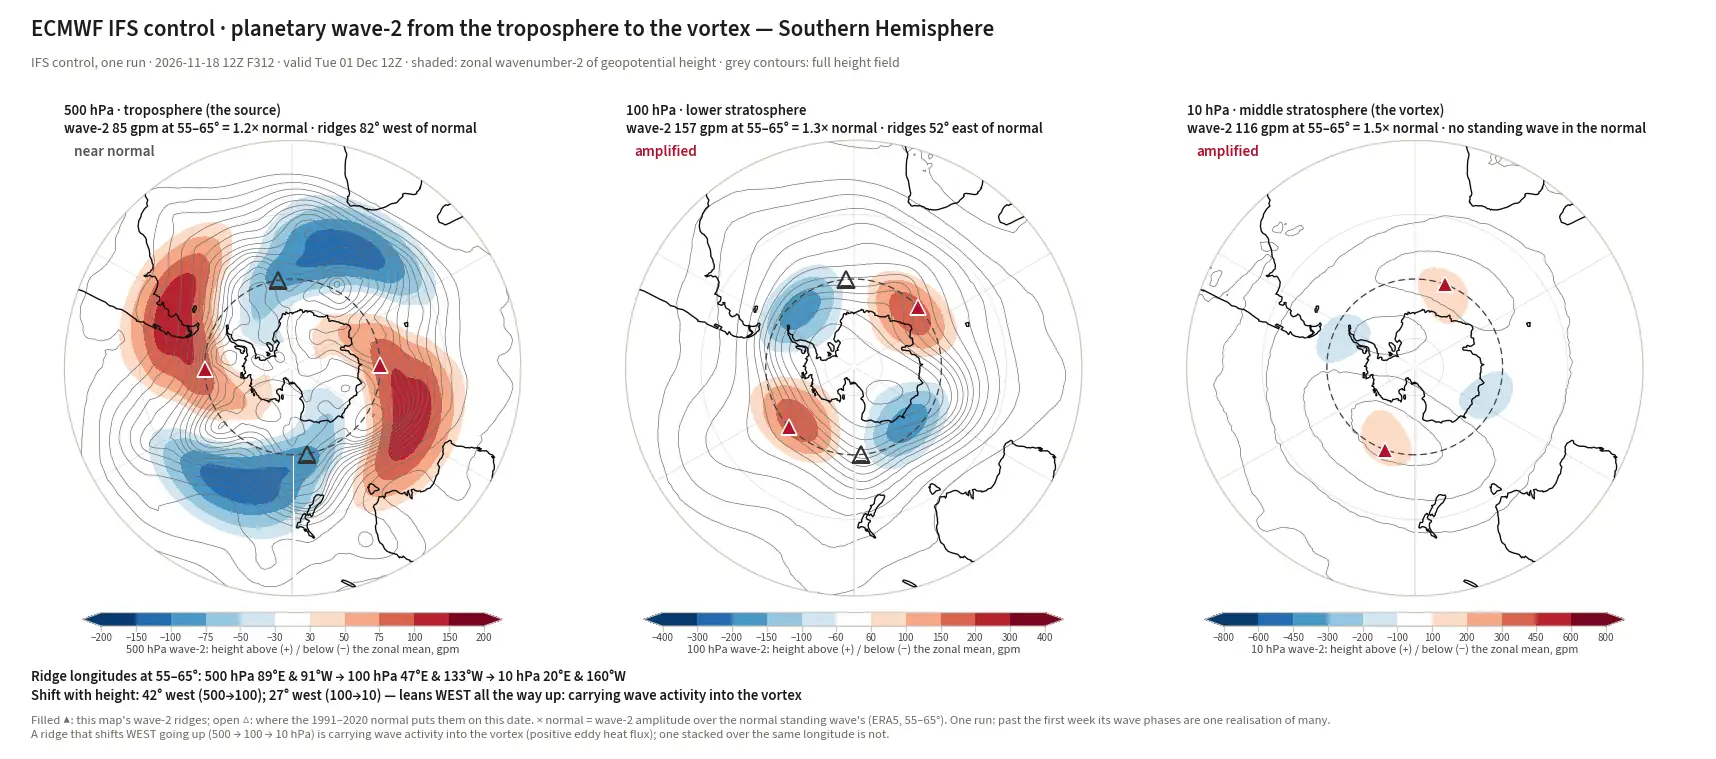 ECMWF IFS control · planetary wave-2 from the troposphere to the vortex — Southern Hemisphere
IFS control, one run · 2026-11-18 12Z F312 · valid Tue 01 Dec 12Z · shaded: zonal wavenumber-2 of geopotential height · grey contours: full height field
500 hPa · troposphere (the source)
wave-2 85 gpm at 55–65° = 1.2× normal · ridges 82° west of normal
near normal
100 hPa · lower stratosphere
wave-2 157 gpm at 55–65° = 1.3× normal · ridges 52° east of normal
amplified
10 hPa · middle stratosphere (the vortex)
wave-2 116 gpm at 55–65° = 1.5× normal · no standing wave in the normal
amplified
−200 −150 −100 −75 −50 −30 30 50 75 100 150 200
500 hPa wave-2: height above (+) / below (−) the zonal mean, gpm
−400 −300 −200 −150 −100 −60 60 100 150 200 300 400
100 hPa wave-2: height above (+) / below (−) the zonal mean, gpm
−800 −600 −450 −300 −200 −100 100 200 300 450 600 800
10 hPa wave-2: height above (+) / below (−) the zonal mean, gpm
Ridge longitudes at 55–65°: 500 hPa 89°E & 91°W → 100 hPa 47°E & 133°W → 10 hPa 20°E & 160°W
Shift with height: 42° west (500→100); 27° west (100→10) — leans WEST all the way up: carrying wave activity into the vortex
Filled ▲: this map's wave-2 ridges; open △: where the 1991–2020 normal puts them on this date. × normal = wave-2 amplitude over the normal standing wave's (ERA5, 55–65°). One run: past the first week its wave phases are one realisation of many.
A ridge that shifts WEST going up (500 → 100 → 10 hPa) is carrying wave activity into the vortex (positive eddy heat flux); one stacked over the same longitude is not.